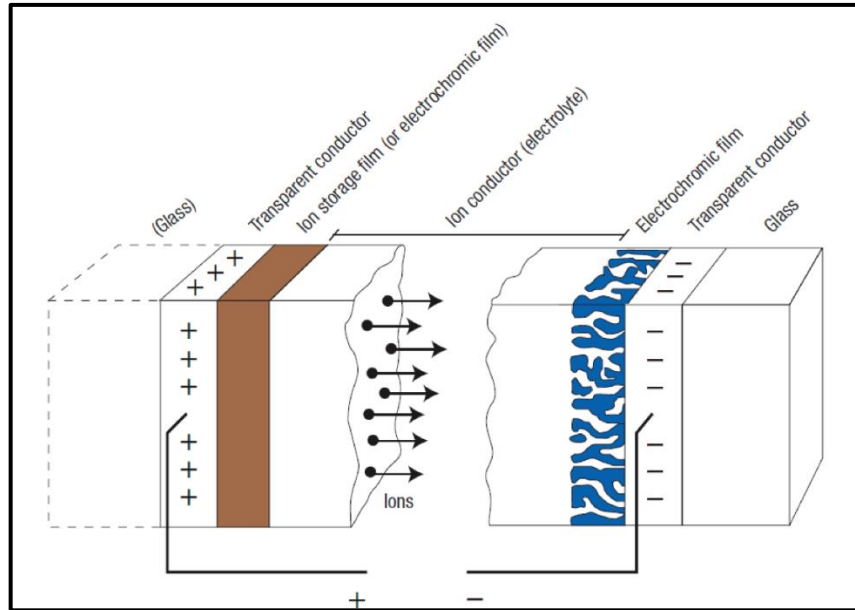 (Glass)
Transparent conductor
Ion storage film (or electrochromic film)
Ion conductor (electrolyte)
Electrochromic film
Transparent conductor
Glass
+ + +
−
−
−
+
+
+
−
−
−
+
+
+
−
−
−
Ions
+ −